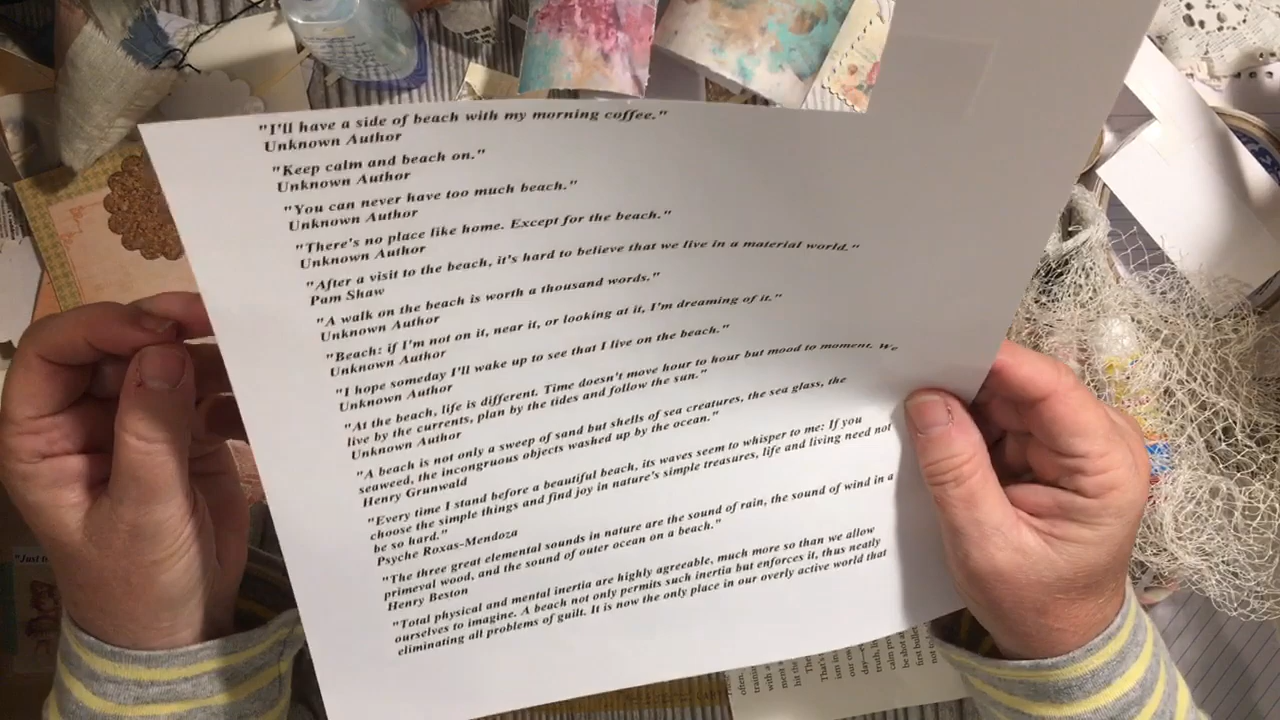 "I'll have a side of beach with my morning coffee."
Unknown Author
"Keep calm and beach on."
Unknown Author
"You can never have too much beach."
Unknown Author
"There's no place like home. Except for the beach."
Unknown Author
"After a visit to the beach, it's hard to believe that we live in a material world."
Pam Shaw
"A walk on the beach is worth a thousand words."
Unknown Author
"Beach: if I'm not on it, near it, or looking at it, I'm dreaming of it."
Unknown Author
"I hope someday I'll wake up to see that I live on the beach."
Unknown Author
"At the beach, life is different. Time doesn't move hour to hour but mood to moment. We
live by the currents, plan by the tides and follow the sun."
Unknown Author
"A beach is not only a sweep of sand but shells of sea creatures, the sea glass, the
seaweed, the incongruous objects washed up by the ocean."
Henry Grunwald
"Every time I stand before a beautiful beach, its waves seem to whisper to me: If you
choose the simple things and find joy in nature's simple treasures, life and living need not
be so hard."
Psyche Roxas-Mendoza
"The three great elemental sounds in nature are the sound of rain, the sound of wind in a
primeval wood, and the sound of outer ocean on a beach."
Henry Beston
"Total physical and mental inertia are highly agreeable, much more so than we allow
ourselves to imagine. A beach not only permits such inertia but enforces it, thus neatly
eliminating all problems of guilt. It is now the only place in our overly active world that
"Just